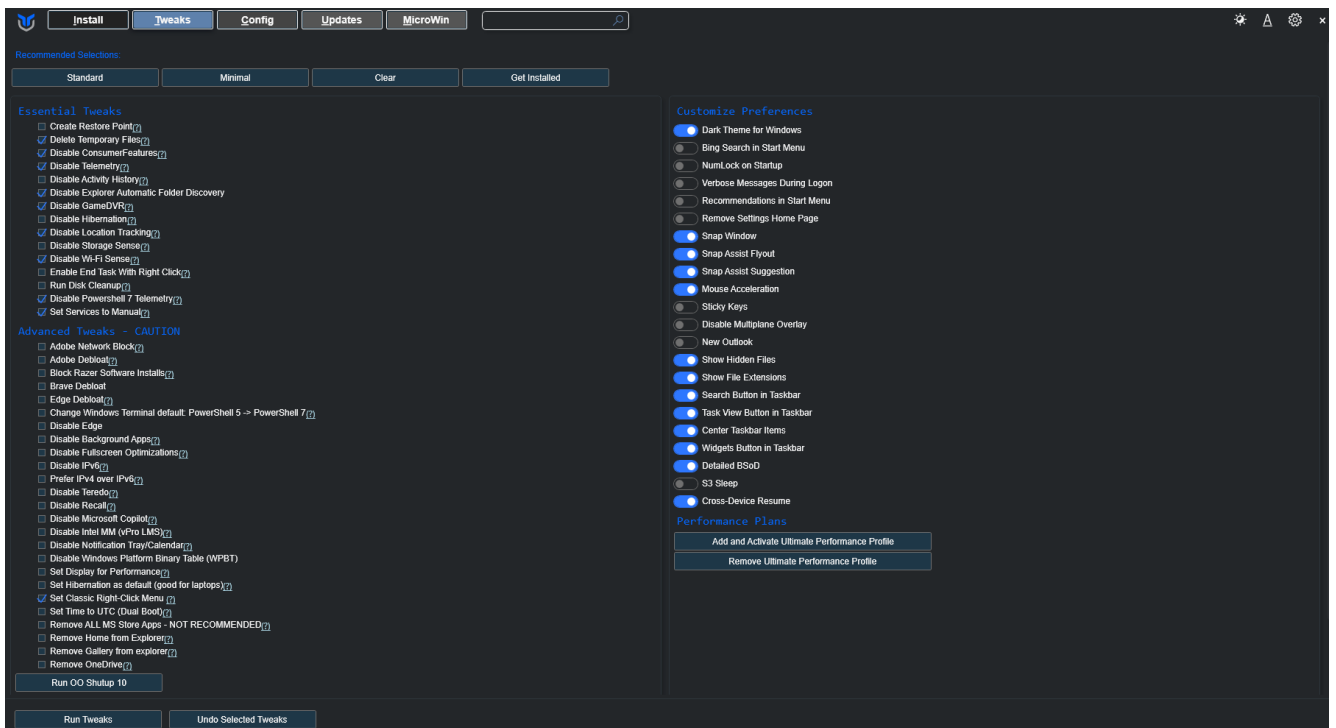 Install
Tweaks
Config
Updates
MicroWin
A
Recommended Selections:
Standard
Minimal
Clear
Get Installed
Essential Tweaks
Create Restore Point(?)
Delete Temporary Files(?)
Disable ConsumerFeatures(?)
Disable Telemetry(?)
Disable Activity History(?)
Disable Explorer Automatic Folder Discovery
Disable GameDVR(?)
Disable Hibernation(?)
Disable Location Tracking(?)
Disable Storage Sense(?)
Disable Wi-Fi Sense(?)
Enable End Task With Right Click(?)
Run Disk Cleanup(?)
Disable Powershell 7 Telemetry(?)
Set Services to Manual(?)
Advanced Tweaks - CAUTION
Adobe Network Block(?)
Adobe Debloat(?)
Block Razer Software Installs(?)
Brave Debloat
Edge Debloat(?)
Change Windows Terminal default: PowerShell 5 -> PowerShell 7(?)
Disable Edge
Disable Background Apps(?)
Disable Fullscreen Optimizations(?)
Disable IPv6(?)
Prefer IPv4 over IPv6(?)
Disable Teredo(?)
Disable Recall(?)
Disable Microsoft Copilot(?)
Disable Intel MM (vPro LMS)(?)
Disable Notification Tray/Calendar(?)
Disable Windows Platform Binary Table (WPBT)
Set Display for Performance(?)
Set Hibernation as default (good for laptops)(?)
Set Classic Right-Click Menu (?)
Set Time to UTC (Dual Boot)(?)
Remove ALL MS Store Apps - NOT RECOMMENDED(?)
Remove Home from Explorer(?)
Remove Gallery from explorer(?)
Remove OneDrive(?)
Run OO Shutup 10
Customize Preferences
Dark Theme for Windows
Bing Search in Start Menu
NumLock on Startup
Verbose Messages During Logon
Recommendations in Start Menu
Remove Settings Home Page
Snap Window
Snap Assist Flyout
Snap Assist Suggestion
Mouse Acceleration
Sticky Keys
Disable Multiplane Overlay
New Outlook
Show Hidden Files
Show File Extensions
Search Button in Taskbar
Task View Button in Taskbar
Center Taskbar Items
Widgets Button in Taskbar
Detailed BSoD
S3 Sleep
Cross-Device Resume
Performance Plans
Add and Activate Ultimate Performance Profile
Remove Ultimate Performance Profile
Run Tweaks
Undo Selected Tweaks